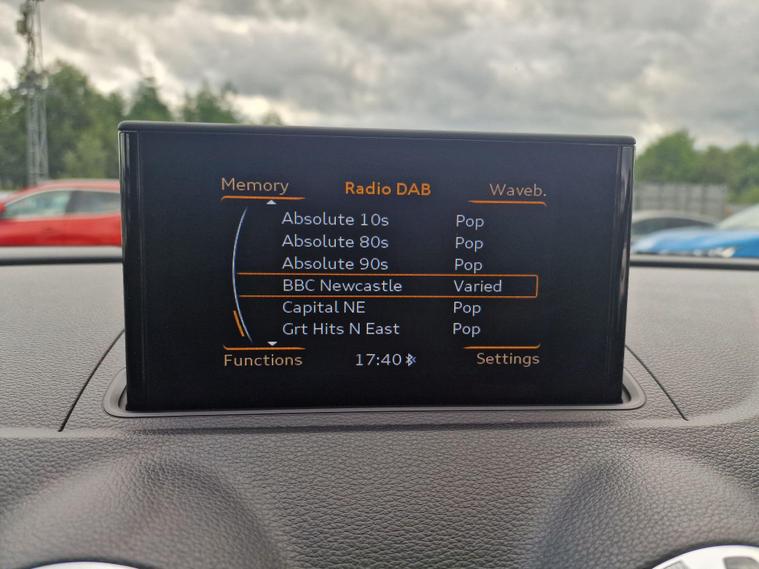 Memory Radio DAB Waveb.
Absolute 10s Pop
Absolute 80s Pop
Absolute 90s Pop
BBC Newcastle Varied
Capital NE Pop
Grt Hits N East Pop
Functions 17:40 Settings